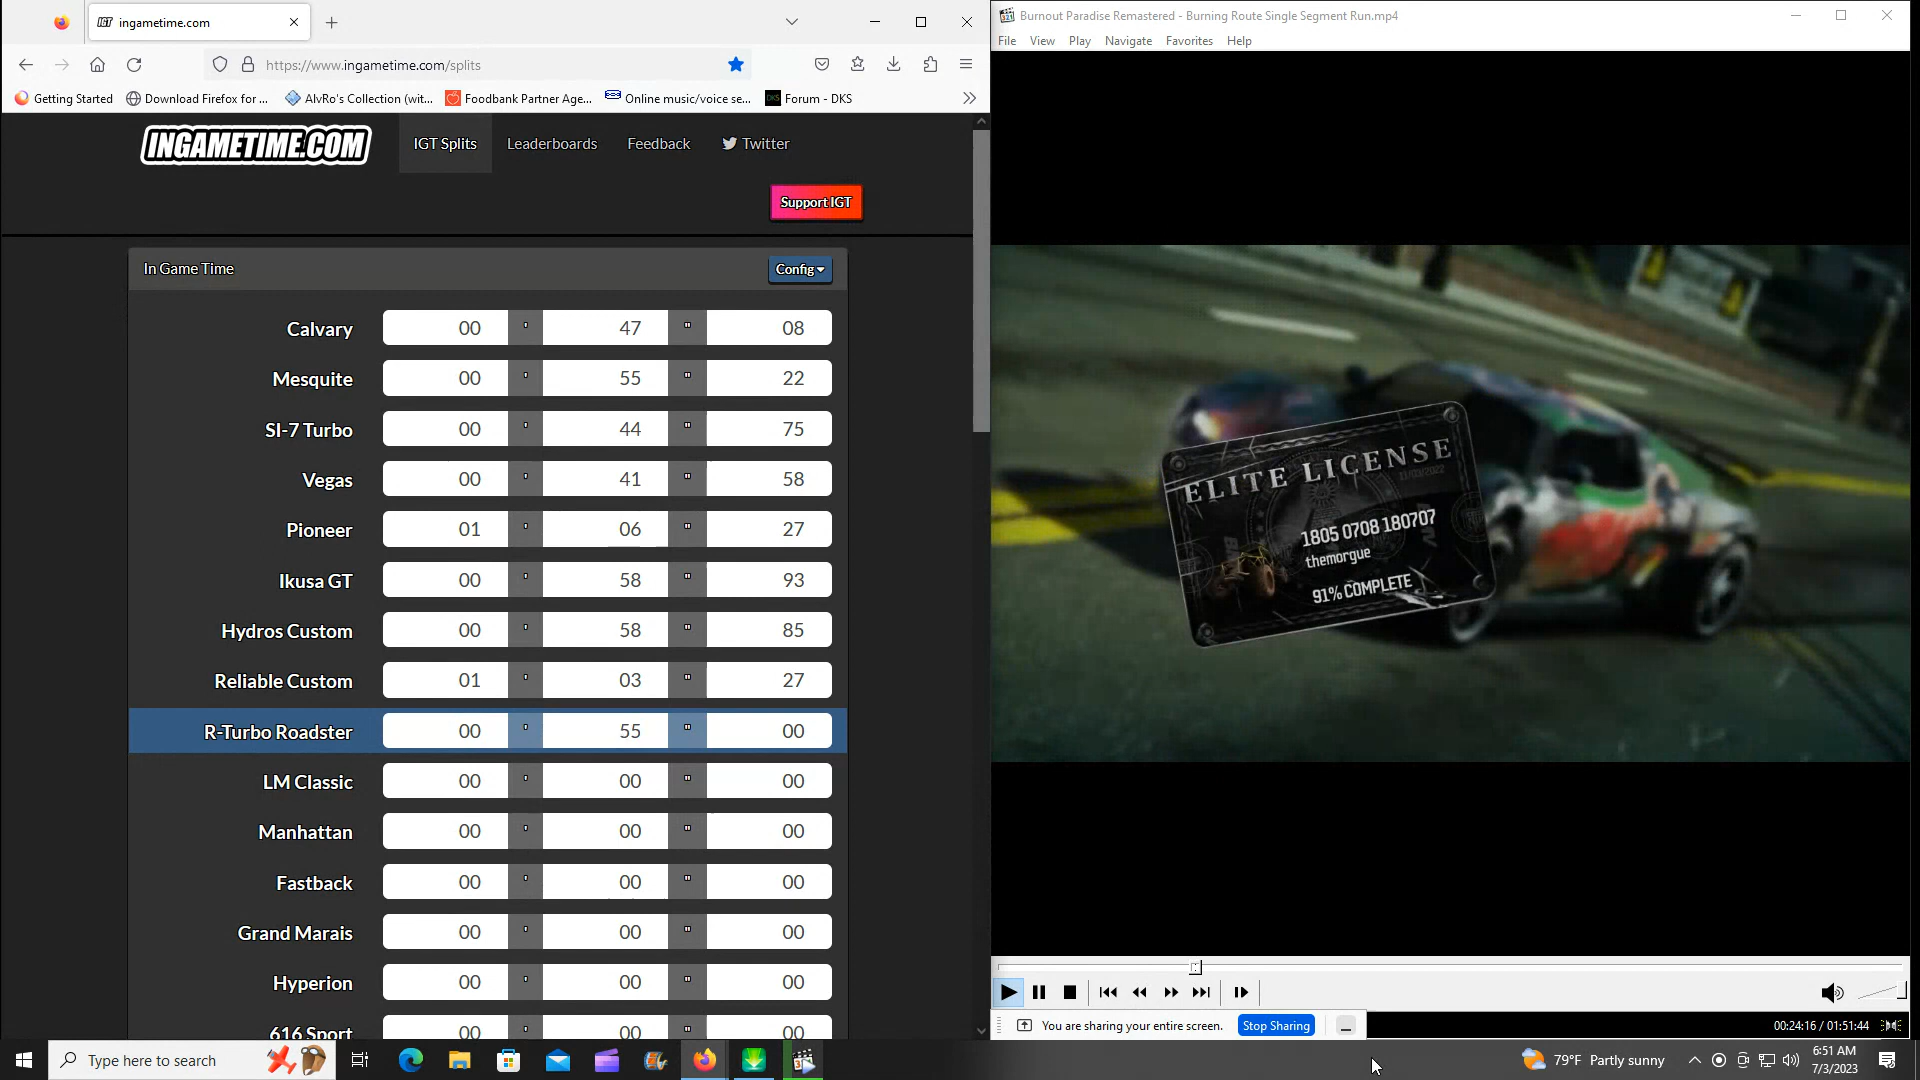 ingametime.com
https://www.ingametime.com/splits
Getting Started
Download Firefox for ...
AlvRo's Collection (wit...
Foodbank Partner Age...
Online music/voice se...
DKS
Forum - DKS
INGAMETIME.COM
IGT Splits
Leaderboards
Feedback
Twitter
Support IGT
In Game Time
Config
Calvary 00 ' 47 " 08
Mesquite 00 ' 55 " 22
SI-7 Turbo 00 ' 44 " 75
Vegas 00 ' 41 " 58
Pioneer 01 ' 06 " 27
Ikusa GT 00 ' 58 " 93
Hydros Custom 00 ' 58 " 85
Reliable Custom 01 ' 03 " 27
R-Turbo Roadster 00 ' 55 " 00
LM Classic 00 ' 00 " 00
Manhattan 00 ' 00 " 00
Fastback 00 ' 00 " 00
Grand Marais 00 ' 00 " 00
Hyperion 00 ' 00 " 00
616 Sport 00 ' 00 " 00
Burnout Paradise Remastered - Burning Route Single Segment Run.mp4
File View Play Navigate Favorites Help
ELITE LICENSE
11/03/2022
1805 0708 180707
themorgue
91% COMPLETE
You are sharing your entire screen.
Stop Sharing
00:24:16 / 01:51:44
Type here to search
79°F Partly sunny
6:51 AM
7/3/2023